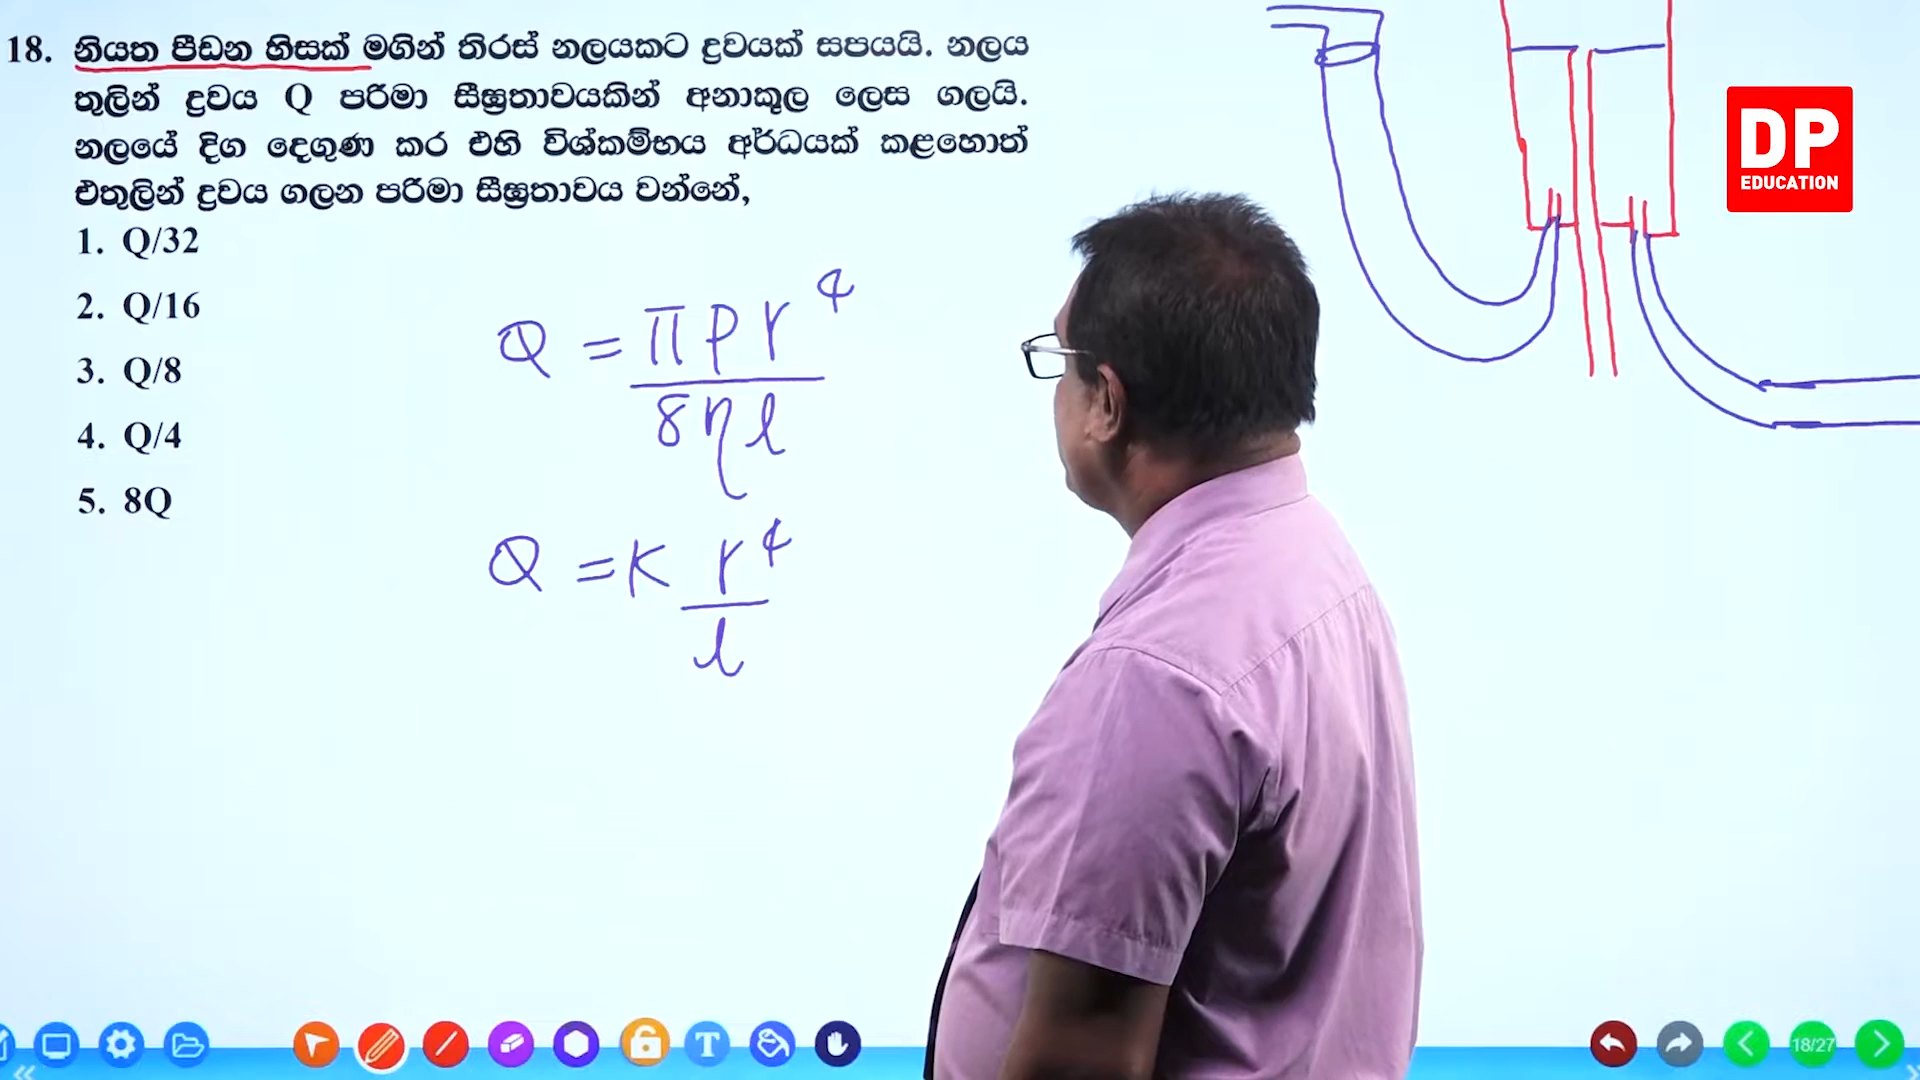 18. නියත පීඩන හිසක් මගින් තිරස් නලයකට ද්‍රවයක් සපයයි. නලය
තුලින් ද්‍රවය Q පරිමා සීඝ්‍රතාවයකින් අනාකූල ලෙස ගලයි.
නලයේ දිග දෙගුණ කර එහි විශ්කම්භය අර්ධයක් කළහොත්
එතුලින් ද්‍රවය ගලන පරිමා සීඝ්‍රතාවය වන්නේ,
1. Q/32
2. Q/16
3. Q/8
4. Q/4
5. 8Q
Q = πpr⁴
8ηl
Q = K r⁴
l
DP
EDUCATION
T
18/27